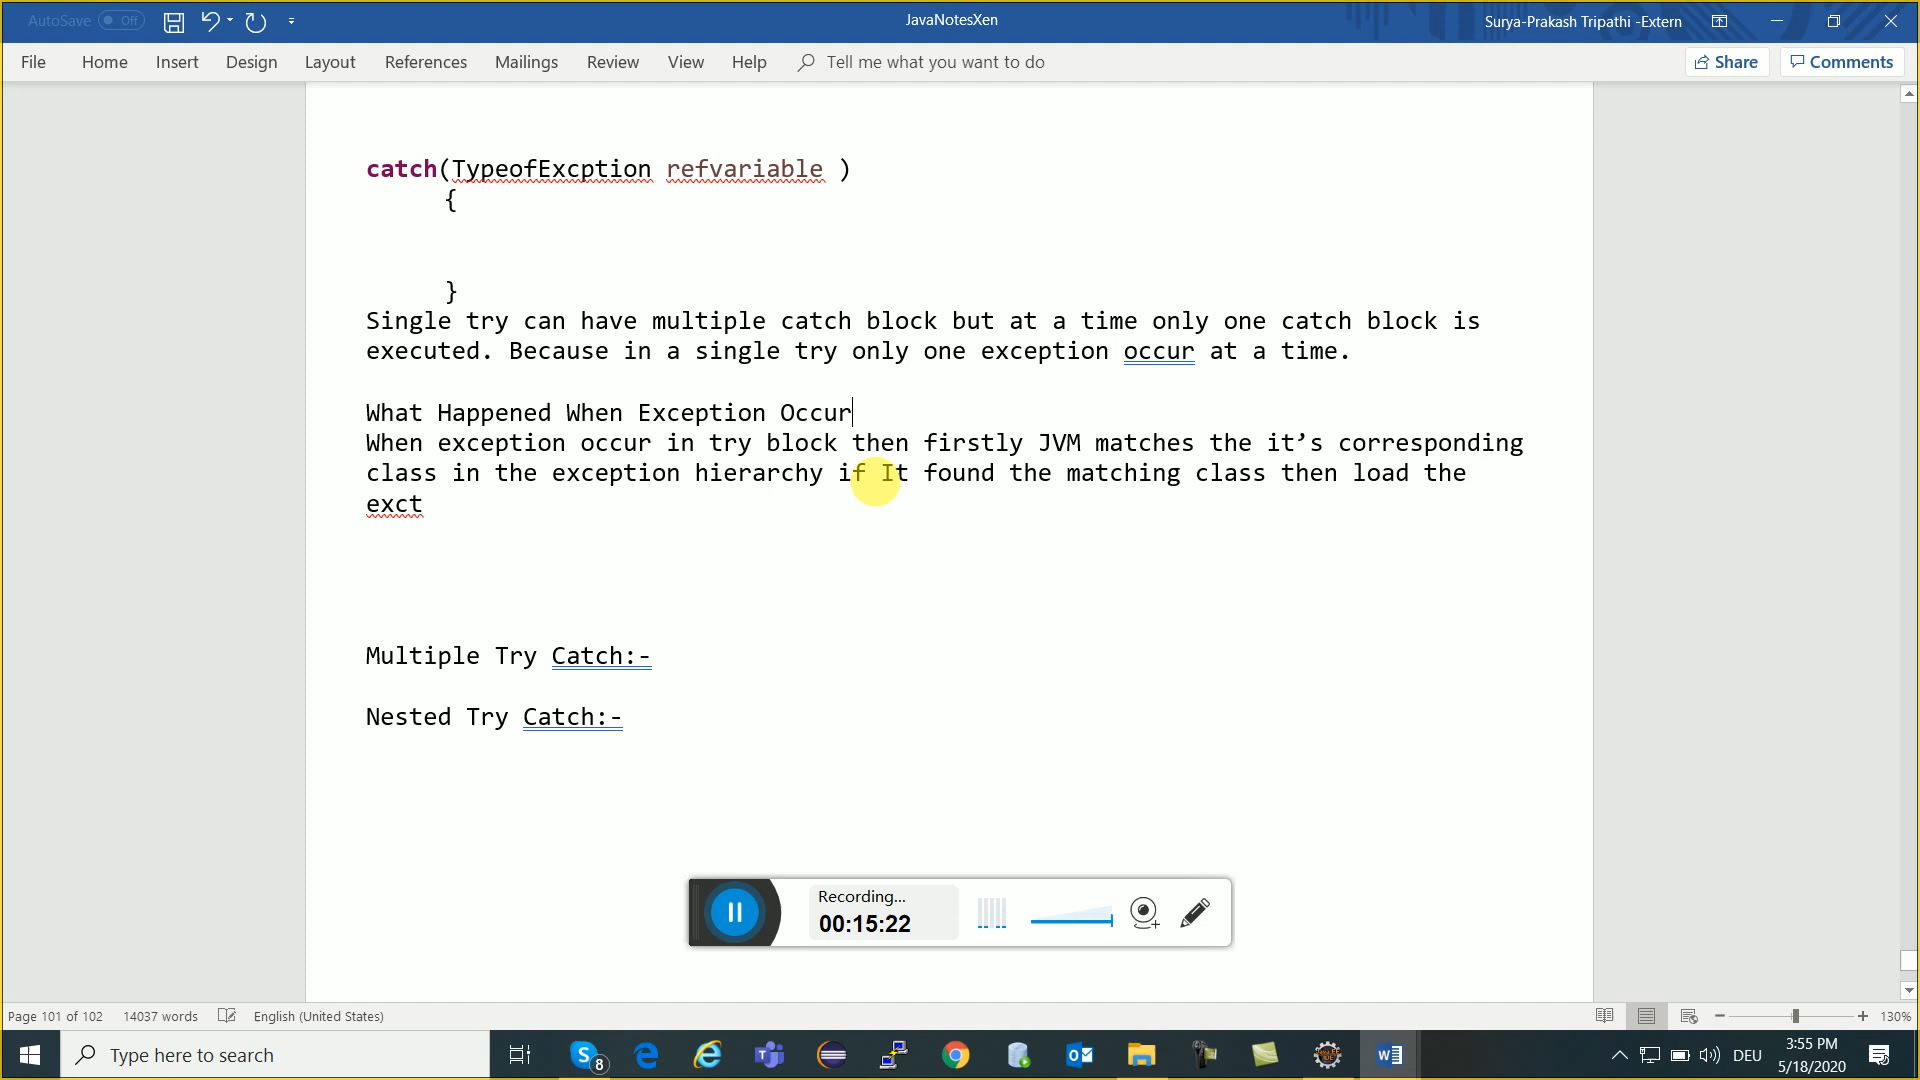 AutoSave Off
JavaNotesXen
Surya-Prakash Tripathi -Extern
File Home Insert Design Layout References Mailings Review View Help Tell me what you want to do
Share Comments
catch(TypeofExcption refvariable )
{
}
Single try can have multiple catch block but at a time only one catch block is
executed. Because in a single try only one exception occur at a time.
What Happened When Exception Occur
When exception occur in try block then firstly JVM matches the it’s corresponding
class in the exception hierarchy if It found the matching class then load the
exct
Multiple Try Catch:-
Nested Try Catch:-
Recording...
00:15:22
Page 101 of 102 14037 words English (United States)
130%
Type here to search
8
DEU
3:55 PM
5/18/2020